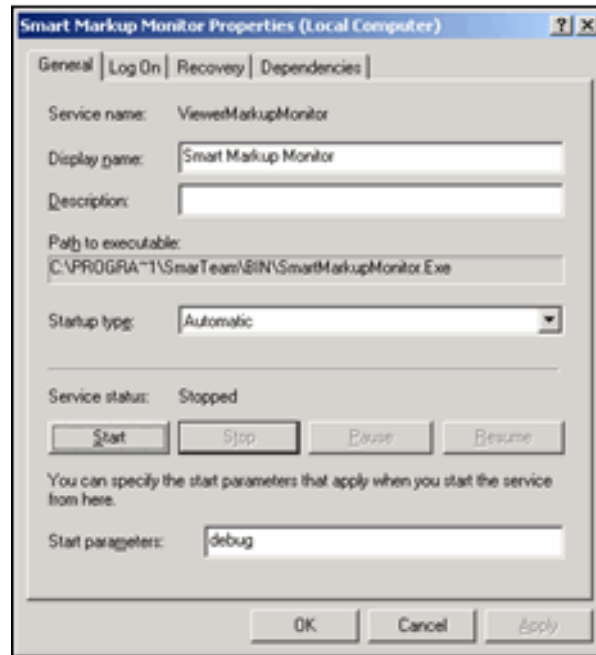 Smart Markup Monitor Properties (Local Computer)
General Log On Recovery Dependencies
Service name: ViewerMarkupMonitor
Display name: Smart Markup Monitor
Description:
Path to executable:
C:\PROGRA~1\SmarTeam\BIN\SmartMarkupMonitor.Exe
Startup type: Automatic
Service status: Stopped
Start Stop Pause Resume
You can specify the start parameters that apply when you start the service
from here.
Start parameters: debug
OK Cancel Apply